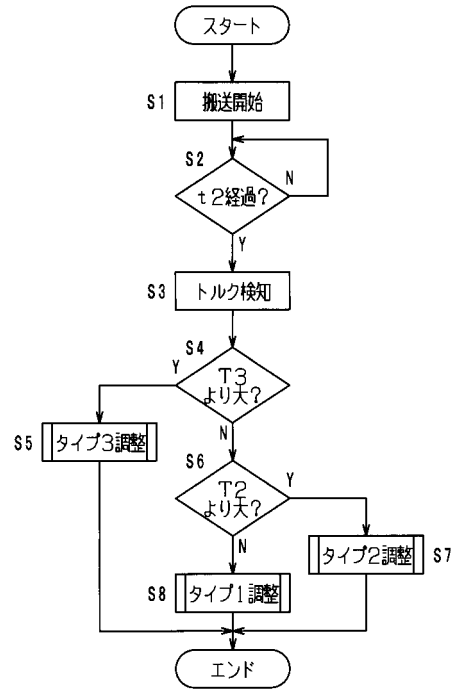 スタート
S1
搬送開始
S2
t2経過?
N
Y
S3
トルク検知
S4
Y
T3
より大?
N
S5
タイプ3調整
S6
T2
より大?
Y
N
タイプ2調整
S7
S8
タイプ1調整
エンド